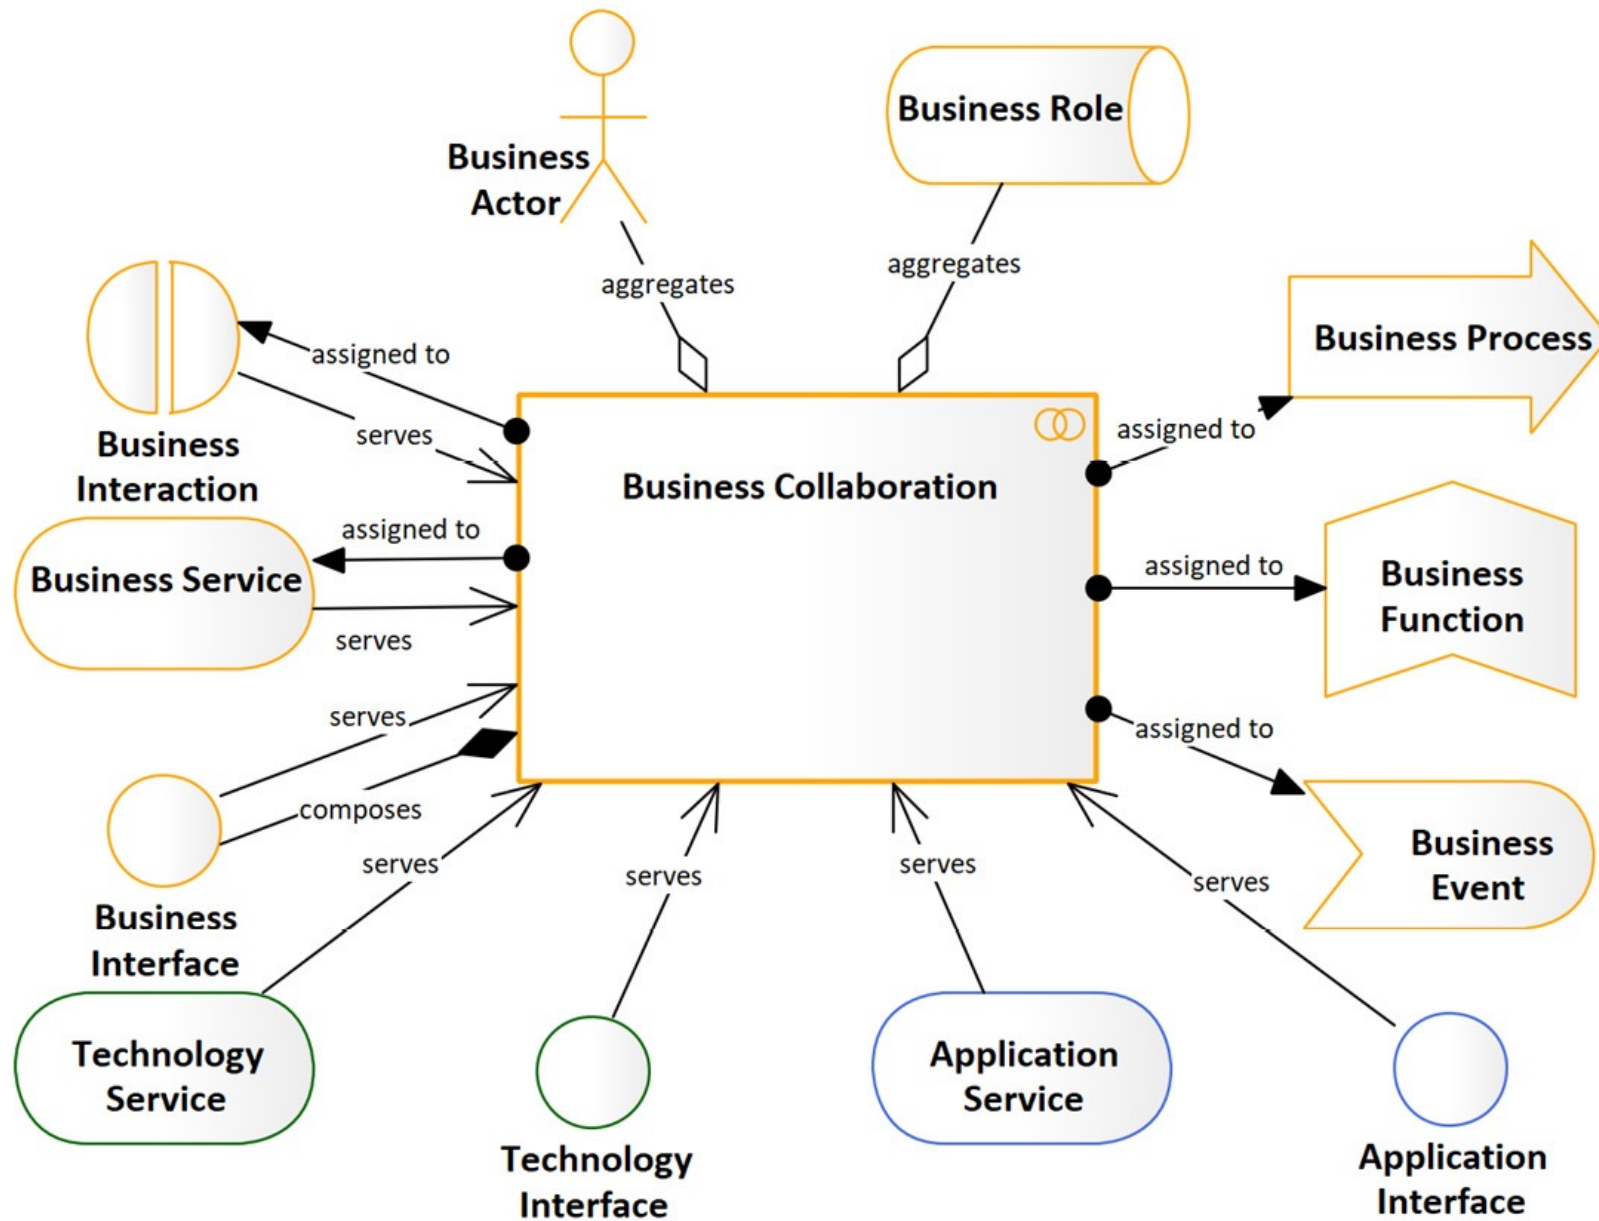 Business Role
Business
Actor
aggregates
aggregates
Business Process
assigned to
assigned to
serves
Business
Interaction
Business Collaboration
assigned to
Business Service
serves
assigned to
Business
Function
serves
composes
assigned to
Business
Event
Business
Interface
serves
serves
serves
serves
Technology
Service
Technology
Interface
Application
Service
Application
Interface